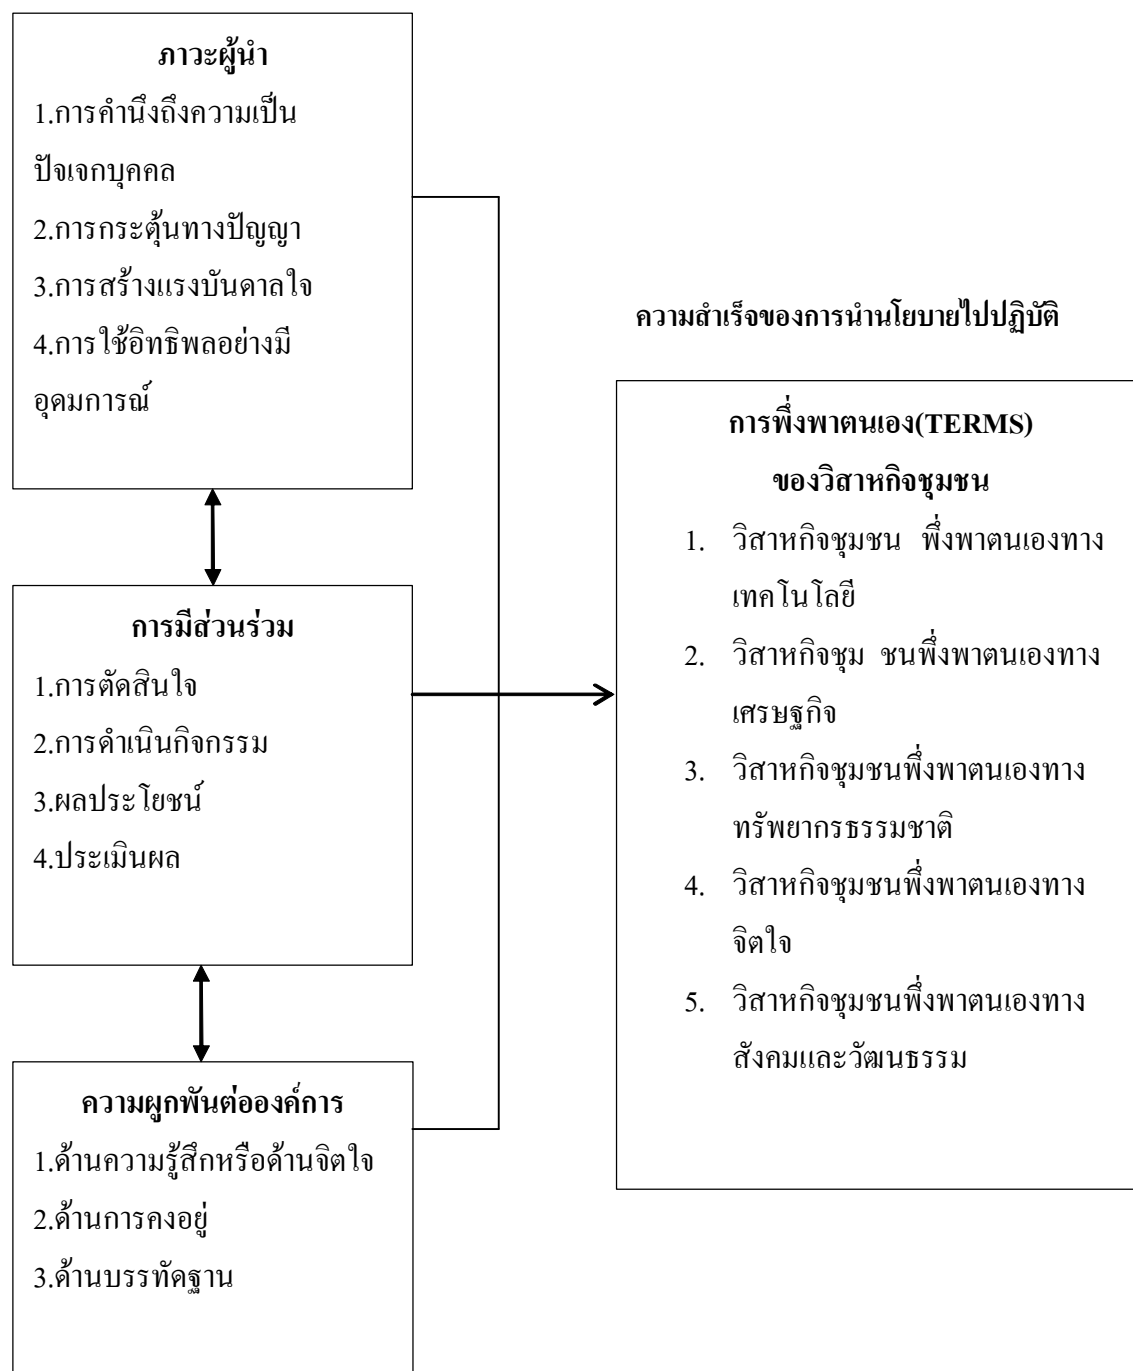 ภาวะผู้นำ
1.การคำนึงถึงความเป็น
ปัจเจกบุคคล
2.การกระตุ้นทางปัญญา
3.การสร้างแรงบันดาลใจ
4.การใช้อิทธิพลอย่างมี
อุดมการณ์
การมีส่วนร่วม
1.การตัดสินใจ
2.การดำเนินกิจกรรม
3.ผลประโยชน์
4.ประเมินผล
ความผูกพันต่อองค์การ
1.ด้านความรู้สึกหรือด้านจิตใจ
2.ด้านการคงอยู่
3.ด้านบรรทัดฐาน
ความสำเร็จของการนำนโยบายไปปฏิบัติ
การพึ่งพาตนเอง(TERMS)
ของวิสาหกิจชุมชน
1. วิสาหกิจชุมชน พึ่งพาตนเองทาง
เทคโนโลยี
2. วิสาหกิจชุม ชนพึ่งพาตนเองทาง
เศรษฐกิจ
3. วิสาหกิจชุมชนพึ่งพาตนเองทาง
ทรัพยากรธรรมชาติ
4. วิสาหกิจชุมชนพึ่งพาตนเองทาง
จิตใจ
5. วิสาหกิจชุมชนพึ่งพาตนเองทาง
สังคมและวัฒนธรรม